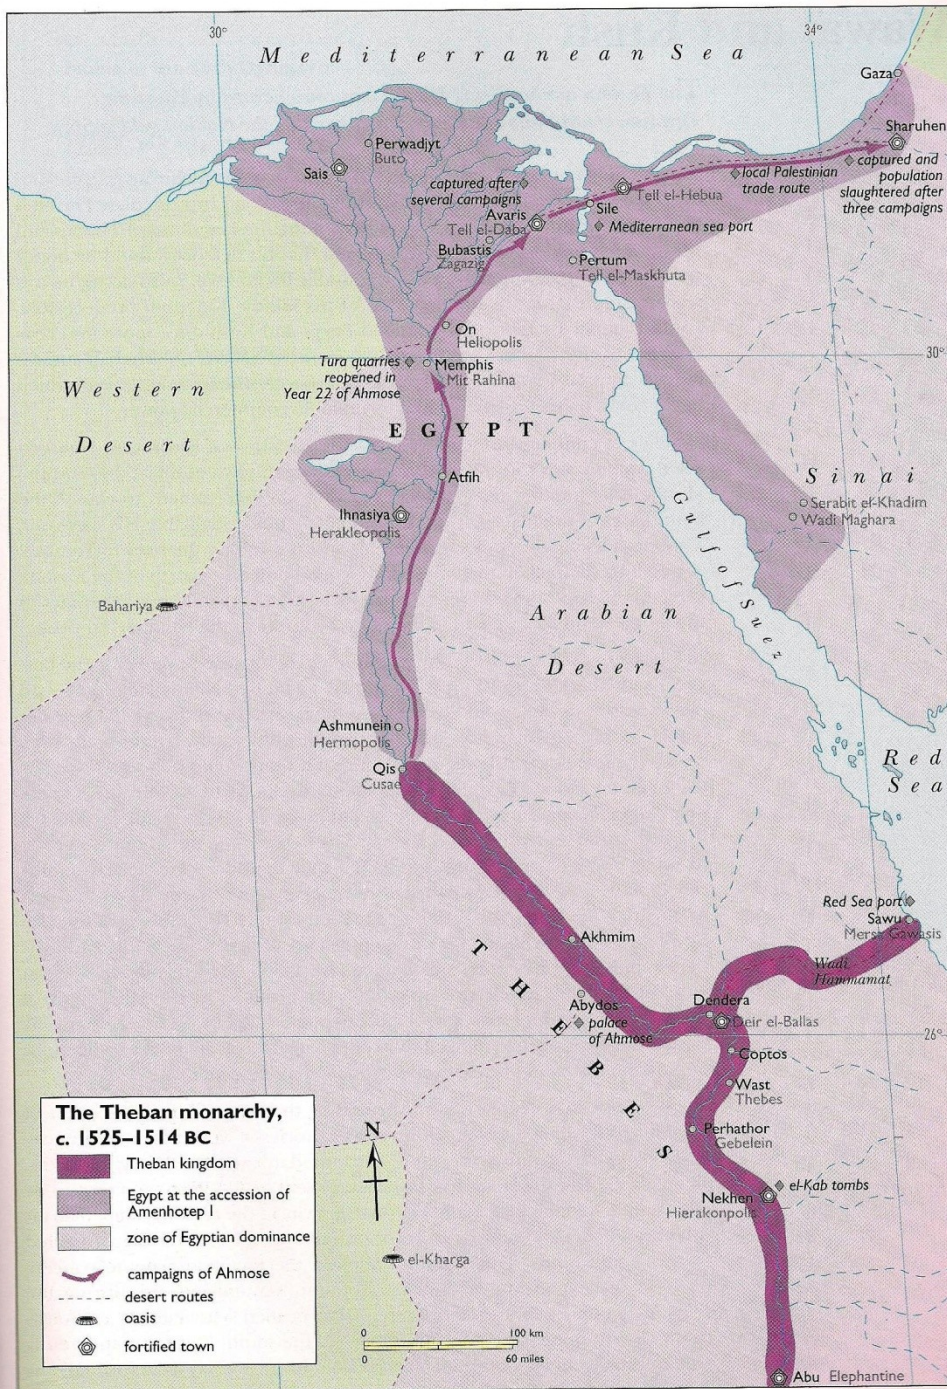 30°
34°
Mediterranean Sea
Gaza
Sharuhen
Perwadjyt
Buto
Sais
captured after
several campaigns
local Palestinian
trade route
captured and
population
slaughtered after
three campaigns
Tell el-Hebua
Sile
Avaris
Tell el-Daba
Mediterranean sea port
Bubastis
Zagazig
Pertum
Tell el-Maskhuta
On
Heliopolis
30°
Tura quarries
reopened in
Year 22 of Ahmose
Memphis
Mit Rahina
Western
Desert
EGYPT
Atfih
Sinai
Serabit el-Khadim
Wadi Maghara
Ihnasiya
Herakleopolis
Gulf of Suez
Bahariya
Arabian
Desert
Ashmunein
Hermopolis
Qis
Cusae
Red
Sea
Red Sea port
Sawu
Mersa Gawasis
Akhmim
Wadi
Hammamat
THEBES
Abydos
palace
of Ahmose
Dendera
Deir el-Ballas
26°
Coptos
Wast
Thebes
Perhathor
Gebelein
el-Kab tombs
Nekhen
Hierakonpolis
el-Kharga
Abu Elephantine
The Theban monarchy,
c. 1525–1514 BC
Theban kingdom
Egypt at the accession of
Amenhotep I
zone of Egyptian dominance
campaigns of Ahmose
desert routes
oasis
fortified town
N
0 100 km
0 60 miles